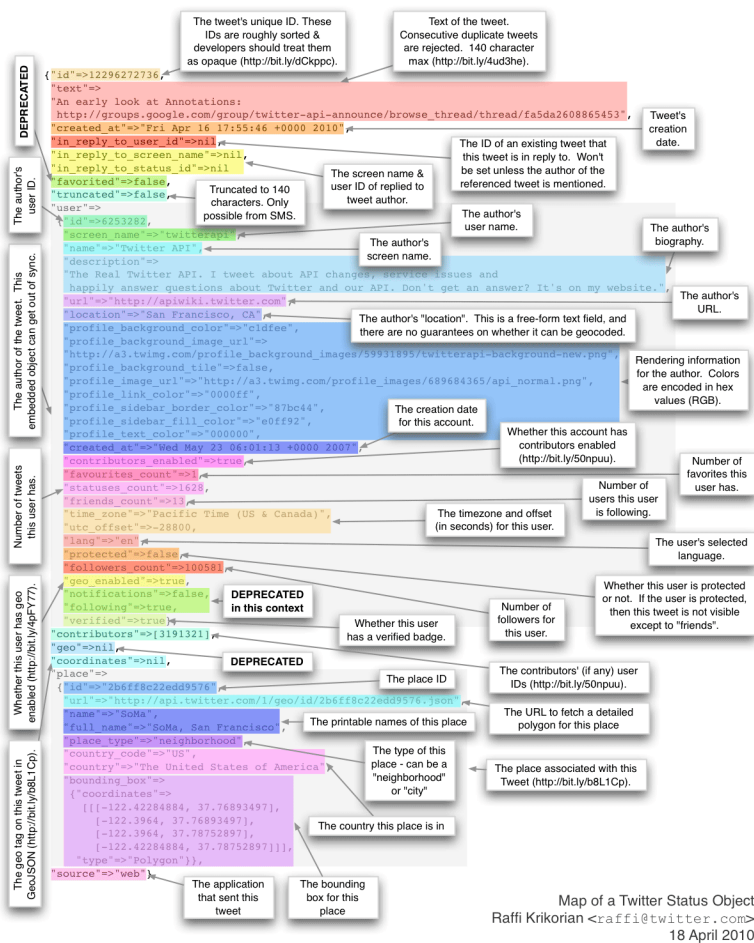 The tweet's unique ID. These
IDs are roughly sorted &
developers should treat them
as opaque (http://bit.ly/dCkppc).
Text of the tweet.
Consecutive duplicate tweets
are rejected. 140 character
max (http://bit.ly/4ud3he).
DEPRECATED
{"id"=>12296272736,
"text"=>
"An early look at Annotations:
http://groups.google.com/group/twitter-api-announce/browse_thread/thread/fa5da2608865453",
"created_at"=>"Fri Apr 16 17:55:46 +0000 2010",
Tweet's
creation
date.
"in_reply_to_user_id"=>nil,
"in_reply_to_screen_name"=>nil,
"in_reply_to_status_id"=>nil
The ID of an existing tweet that
this tweet is in reply to. Won't
be set unless the author of the
referenced tweet is mentioned.
The screen name &
user ID of replied to
tweet author.
"favorited"=>false,
"truncated"=>false,
Truncated to 140
characters. Only
possible from SMS.
The author's
user ID.
"user"=>
{"id"=>6253282,
"screen_name"=>"twitterapi"
The author's
user name.
"name"=>"Twitter API",
The author's
screen name.
"description"=>
"The Real Twitter API. I tweet about API changes, service issues and
happily answer questions about Twitter and our API. Don't get an answer? It's on my website.",
The author's
biography.
"url"=>"http://apiwiki.twitter.com"
The author's
URL.
"location"=>"San Francisco, CA"
The author's "location". This is a free-form text field, and
there are no guarantees on whether it can be geocoded.
The author of the tweet. This
embedded object can get out of sync.
"profile_background_color"=>"c1dfee",
"profile_background_image_url"=>
"http://a3.twimg.com/profile_background_images/59931895/twitterapi-background-new.png",
"profile_background_tile"=>false,
"profile_image_url"=>"http://a3.twimg.com/profile_images/689684365/api_normal.png",
"profile_link_color"=>"0000ff",
"profile_sidebar_border_color"=>"87bc44",
"profile_sidebar_fill_color"=>"e0ff92",
"profile_text_color"=>"000000",
Rendering information
for the author. Colors
are encoded in hex
values (RGB).
"created_at"=>"Wed May 23 06:01:13 +0000 2007",
The creation date
for this account.
"contributors_enabled"=>true,
Whether this account has
contributors enabled
(http://bit.ly/50npuu).
"favourites_count"=>1,
Number of
favorites this
user has.
"statuses_count"=>1628,
Number of tweets
this user has.
"friends_count"=>13,
Number of
users this user
is following.
"time_zone"=>"Pacific Time (US & Canada)",
"utc_offset"=>-28800,
The timezone and offset
(in seconds) for this user.
"lang"=>"en",
The user's selected
language.
"protected"=>false,
Whether this user is protected
or not. If the user is protected,
then this tweet is not visible
except to "friends".
"followers_count"=>100581,
Number of
followers for
this user.
"geo_enabled"=>true,
Whether this user has geo
enabled (http://bit.ly/4pFY77).
"notifications"=>false,
"following"=>true,
DEPRECATED
in this context
"verified"=>true}
Whether this user
has a verified badge.
"contributors"=>[3191321],
The contributors' (if any) user
IDs (http://bit.ly/50npuu).
"geo"=>nil,
DEPRECATED
"coordinates"=>nil,
The geo tag on this tweet in
GeoJSON (http://bit.ly/b8L1Cp).
"place"=>
{"id"=>"2b6ff8c22edd9576"
The place ID
"url"=>"http://api.twitter.com/1/geo/id/2b6ff8c22edd9576.json"
The URL to fetch a detailed
polygon for this place
"name"=>"SoMa",
"full_name"=>"SoMa, San Francisco",
The printable names of this place
"place_type"=>"neighborhood"
The type of this
place - can be a
"neighborhood"
or "city"
"country_code"=>"US",
"country"=>"The United States of America"
The country this place is in
The place associated with this
Tweet (http://bit.ly/b8L1Cp).
"bounding_box"=>
{"coordinates"=>
[[[-122.42284884, 37.76893497],
[-122.3964, 37.76893497],
[-122.3964, 37.78752897],
[-122.42284884, 37.78752897]]],
"type"=>"Polygon"}},
The bounding
box for this
place
"source"=>"web"}
The application
that sent this
tweet
Map of a Twitter Status Object
Raffi Krikorian <raffi@twitter.com>
18 April 2010